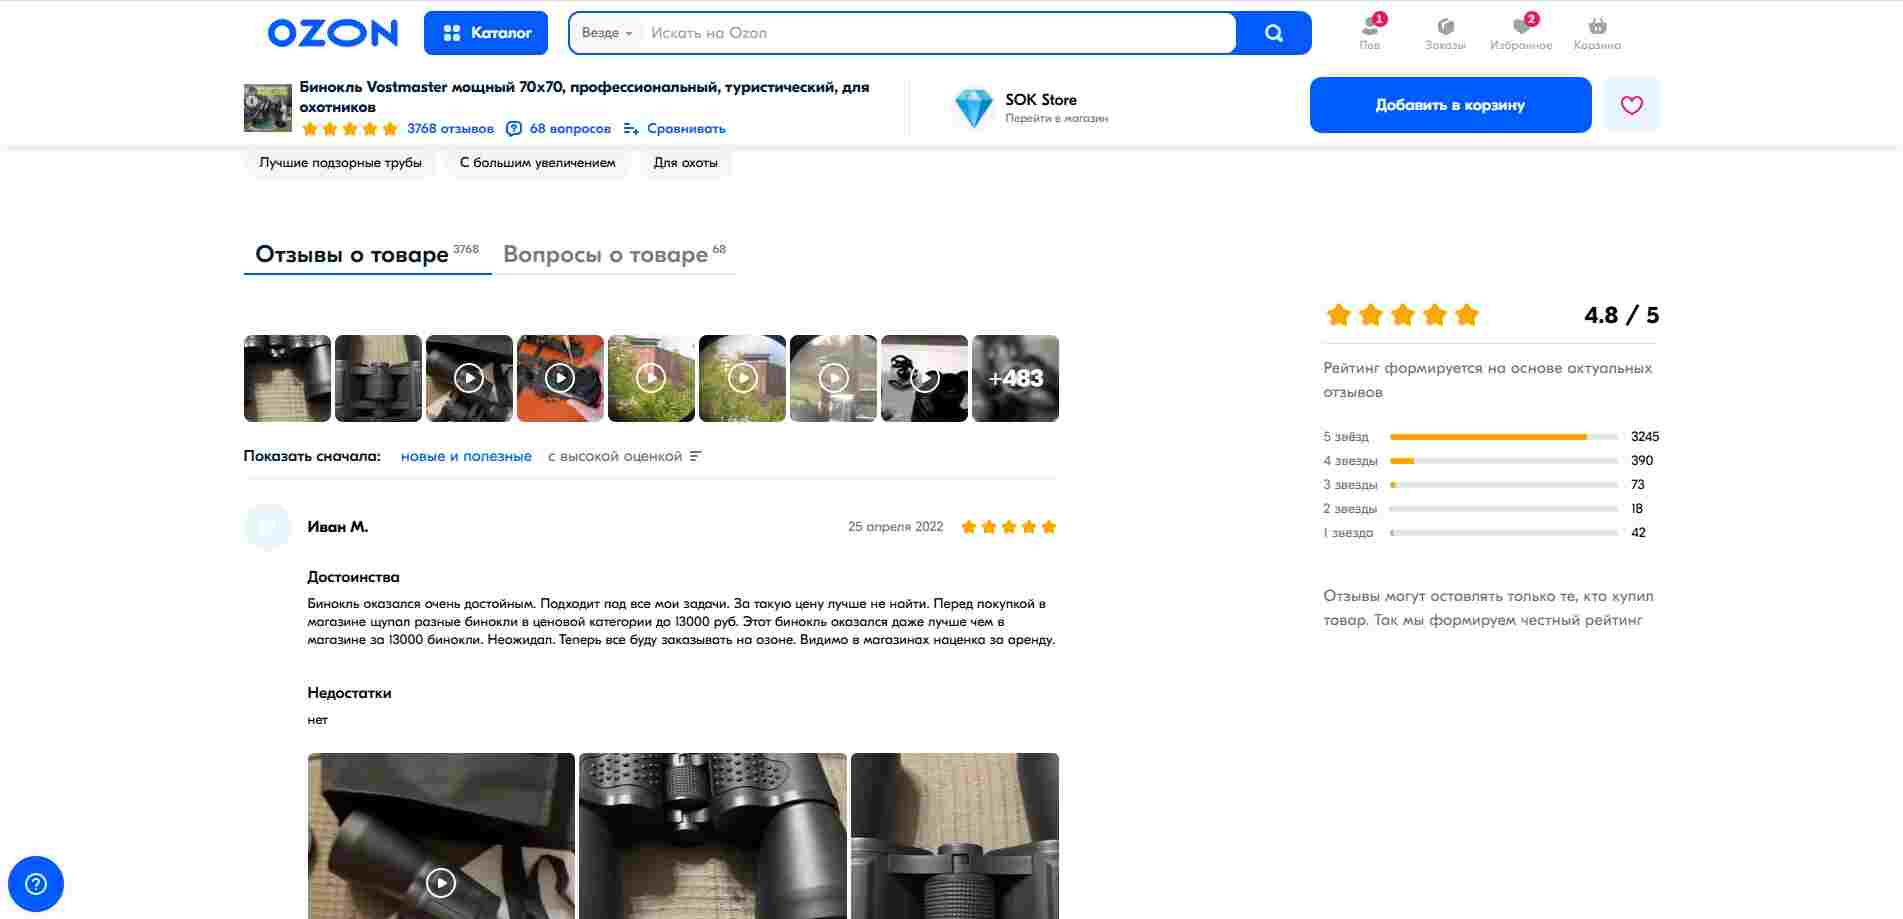 OZON
Каталог
Везде
Искать на Ozon
1
Лев
Заказы
2
Избранное
Корзина
Бинокль Vostmaster мощный 70x70, профессиональный, туристический, для
охотников
3768 отзывов
68 вопросов
Сравнивать
SOK Store
Перейти в магазин
Добавить в корзину
Лучшие подзорные трубы
С большим увеличением
Для охоты
Отзывы о товаре 3768
Вопросы о товаре 68
4.8 / 5
Рейтинг формируется на основе актуальных
отзывов
+483
5 звёзд 3245
4 звезды 390
3 звезды 73
2 звезды 18
1 звезда 42
Отзывы могут оставлять только те, кто купил
товар. Так мы формируем честный рейтинг
Показать сначала: новые и полезные с высокой оценкой
Иван М.
25 апреля 2022
Достоинства
Бинокль оказался очень достойным. Подходит под все мои задачи. За такую цену лучше не найти. Перед покупкой в
магазине щупал разные бинокли в ценовой категории до 13000 руб. Этот бинокль оказался даже лучше чем в
магазине за 13000 бинокли. Неожидал. Теперь все буду заказывать на озоне. Видимо в магазинах наценка за аренду.
Недостатки
нет